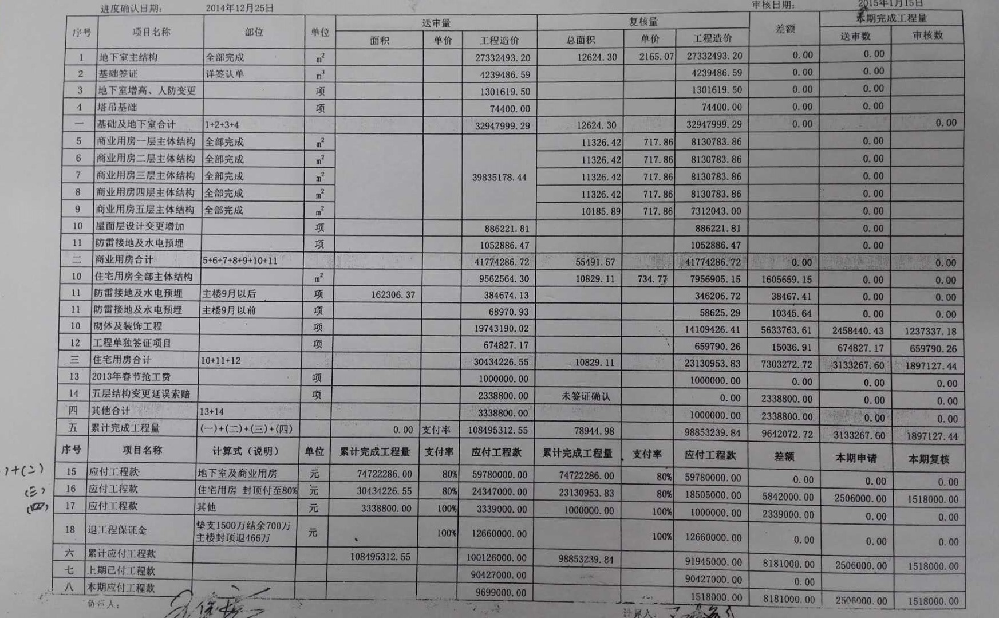 进度确认日期： 2014年12月25日 审核日期： 2015年1月15日
序号 项目名称 部位 单位 送审量 复核量 差额 本期完成工程量
面积 单价 工程造价 总面积 单价 工程造价 送审数 审核数
1 地下室主结构 全部完成 m² 27332493.20 12624.30 2165.07 27332493.20 0.00 0.00
2 基础签证 详签认单 m³ 4239486.59 4239486.59 0.00 0.00
3 地下室增高、人防变更 项 1301619.50 1301619.50 0.00 0.00
4 塔吊基础 项 74400.00 74400.00 0.00 0.00
一 基础及地下室合计 1+2+3+4 32947999.29 12624.30 32947999.29 0.00 0.00
5 商业用房一层主体结构 全部完成 m² 11326.42 717.86 8130783.86 0.00
6 商业用房二层主体结构 全部完成 m² 11326.42 717.86 8130783.86 0.00
7 商业用房三层主体结构 全部完成 m² 39835178.44 11326.42 717.86 8130783.86 0.00
8 商业用房四层主体结构 全部完成 m² 11326.42 717.86 8130783.86 0.00
9 商业用房五层主体结构 全部完成 m² 10185.89 717.86 7312043.00 0.00
10 屋面层设计变更增加 项 886221.81 886221.81 0.00
11 防雷接地及水电预埋 项 1052886.47 1052886.47 0.00
二 商业用房合计 5+6+7+8+9+10+11 41774286.72 55491.57 41774286.72 0.00 0.00
10 住宅用房全部主体结构 m² 9562564.30 10829.11 734.77 7956905.15 1605659.15 0.00 0.00
11 防雷接地及水电预埋 主楼9月以后 项 162306.37 384674.13 346206.72 38467.41 0.00 0.00
11 防雷接地及水电预埋 主楼9月以前 项 68970.93 58625.29 10345.64 0.00 0.00
10 砌体及装饰工程 项 19743190.02 14109426.41 5633763.61 2458440.43 1237337.18
12 工程单独签证项目 项 674827.17 659790.26 15036.91 674827.17 659790.26
三 住宅用房合计 10+11+12 30434226.55 10829.11 23130953.83 7303272.72 3133267.60 1897127.44
13 2013年春节抢工费 项 1000000.00 1000000.00 0.00 0.00 0.00
14 五层结构变更延误索赔 项 2338800.00 未签证确认 0.00 2338800.00 0.00 0.00
四 其他合计 13+14 3338800.00 1000000.00 2338800.00 0.00 0.00
五 累计完成工程量 (一)+(二)+(三)+(四) 0.00 支付率 108495312.55 78944.98 98853239.84 9642072.72 3133267.60 1897127.44
序号 项目名称 计算式（说明） 单位 累计完成工程量 支付率 应付工程款 累计完成工程量 支付率 应付工程款 差额 本期申请 本期复核
)+(二) 15 应付工程款 地下室及商业用房 元 74722286.00 80% 59780000.00 74722286.00 80% 59780000.00 0.00 0.00 0.00
(三) 16 应付工程款 住宅用房 封顶付至80% 元 30434226.55 80% 24347000.00 23130953.83 80% 18505000.00 5842000.00 2506000.00 1518000.00
(四) 17 应付工程款 其他 元 3338800.00 100% 3339000.00 1000000.00 100% 1000000.00 2339000.00 0.00 0.00
18 退工程保证金 垫支1500万结余700万 元 100% 12660000.00 100% 12660000.00 0.00 0.00 0.00
主楼封顶退466万
六 累计应付工程款 108495312.55 100126000.00 98853239.84 91945000.00 8181000.00 2506000.00 1518000.00
七 上期已付工程款 90427000.00 90427000.00 0.00
八 本期应付工程款 9699000.00 1518000.00 8181000.00 2506000.00 1518000.00
负责人： 计算人